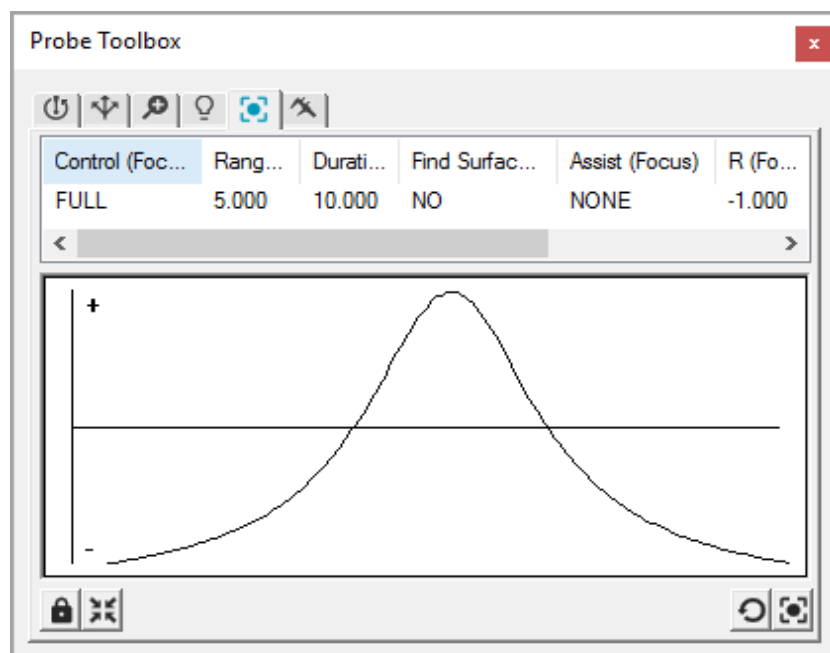 Probe Toolbox
x
Control (Foc... Rang... Durati... Find Surfac... Assist (Focus) R (Fo...
FULL 5.000 10.000 NO NONE -1.000
+
-